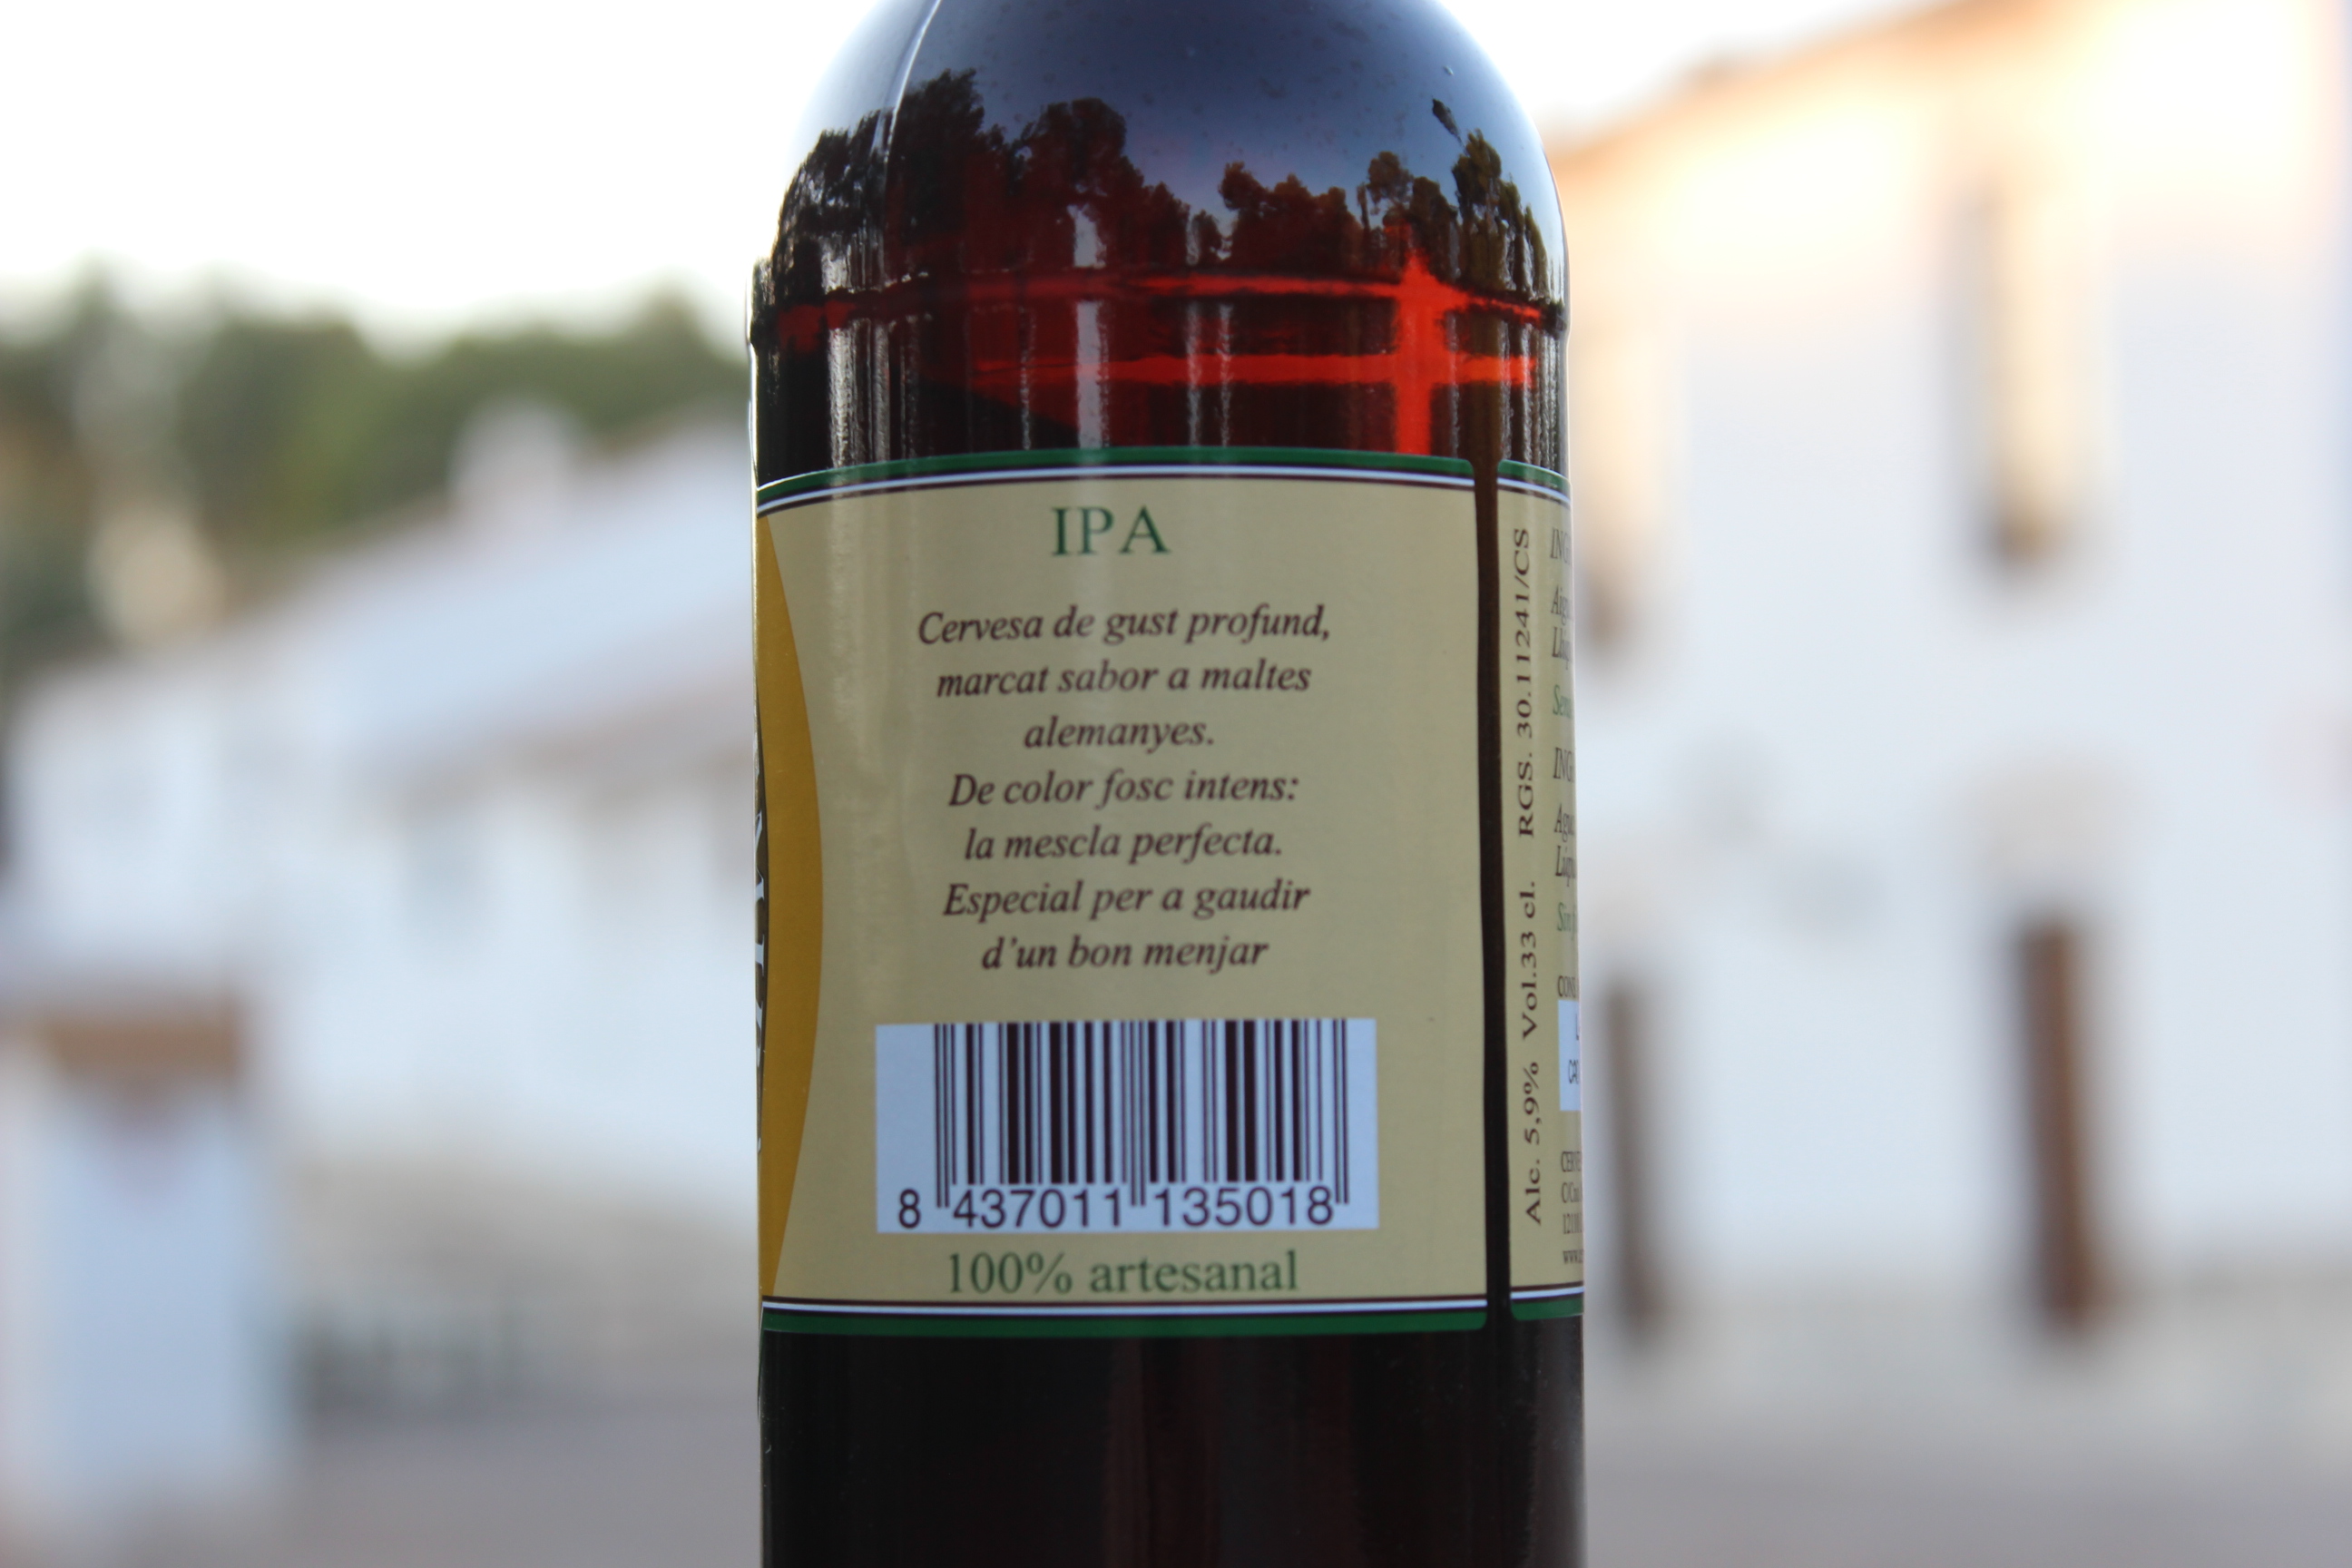 IPA
Cervesa de gust profund,
marcat sabor a maltes
alemanyes.
De color fosc intens:
la mescla perfecta.
Especial per a gaudir
d'un bon menjar
8 437011 135018
100% artesanal
Alc. 5,9% Vol.33 cl. RGS. 30.11241/CS